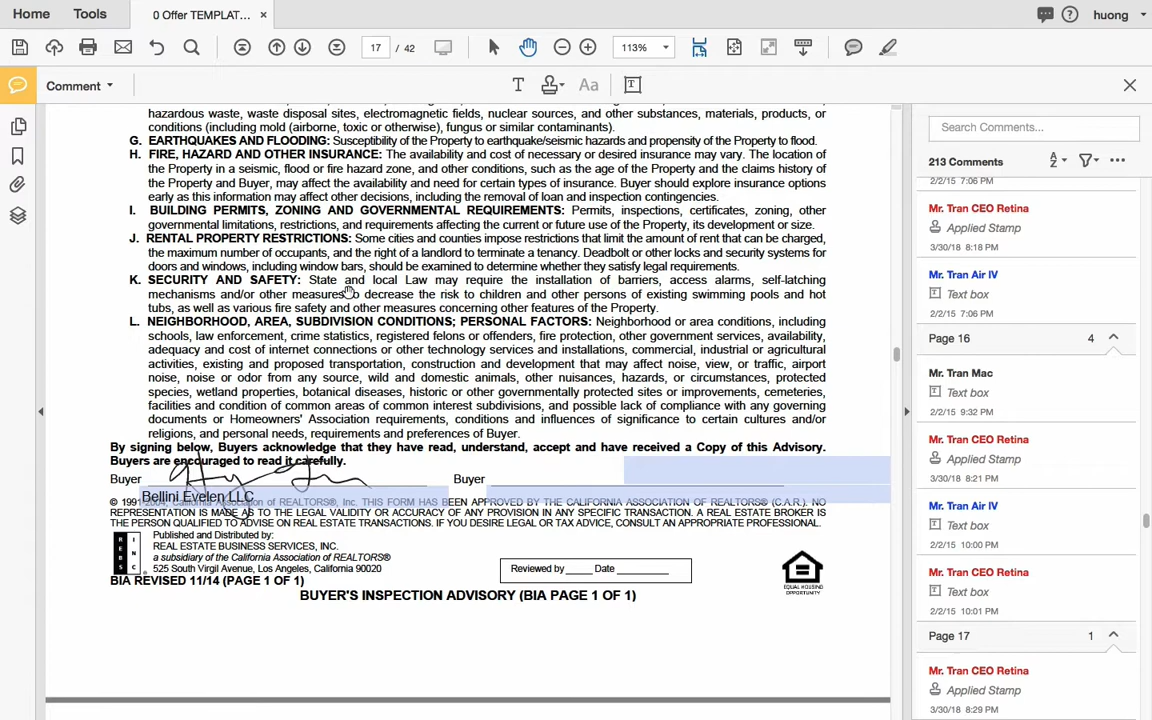 Home Tools 0 Offer TEMPLAT... × huong
17 / 42 113%
Comment T Aa T
hazardous waste, waste disposal sites, electromagnetic fields, nuclear sources, and other substances, materials, products, or
conditions (including mold (airborne, toxic or otherwise), fungus or similar contaminants).
G. EARTHQUAKES AND FLOODING: Susceptibility of the Property to earthquake/seismic hazards and propensity of the Property to flood.
H. FIRE, HAZARD AND OTHER INSURANCE: The availability and cost of necessary or desired insurance may vary. The location of
the Property in a seismic, flood or fire hazard zone, and other conditions, such as the age of the Property and the claims history of
the Property and Buyer, may affect the availability and need for certain types of insurance. Buyer should explore insurance options
early as this information may affect other decisions, including the removal of loan and inspection contingencies.
I. BUILDING PERMITS, ZONING AND GOVERNMENTAL REQUIREMENTS: Permits, inspections, certificates, zoning, other
governmental limitations, restrictions, and requirements affecting the current or future use of the Property, its development or size.
J. RENTAL PROPERTY RESTRICTIONS: Some cities and counties impose restrictions that limit the amount of rent that can be charged,
the maximum number of occupants, and the right of a landlord to terminate a tenancy. Deadbolt or other locks and security systems for
doors and windows, including window bars, should be examined to determine whether they satisfy legal requirements.
K. SECURITY AND SAFETY: State and local Law may require the installation of barriers, access alarms, self-latching
mechanisms and/or other measures to decrease the risk to children and other persons of existing swimming pools and hot
tubs, as well as various fire safety and other measures concerning other features of the Property.
L. NEIGHBORHOOD, AREA, SUBDIVISION CONDITIONS; PERSONAL FACTORS: Neighborhood or area conditions, including
schools, law enforcement, crime statistics, registered felons or offenders, fire protection, other government services, availability,
adequacy and cost of internet connections or other technology services and installations, commercial, industrial or agricultural
activities, existing and proposed transportation, construction and development that may affect noise, view, or traffic, airport
noise, noise or odor from any source, wild and domestic animals, other nuisances, hazards, or circumstances, protected
species, wetland properties, botanical diseases, historic or other governmentally protected sites or improvements, cemeteries,
facilities and condition of common areas of common interest subdivisions, and possible lack of compliance with any governing
documents or Homeowners' Association requirements, conditions and influences of significance to certain cultures and/or
religions, and personal needs, requirements and preferences of Buyer.
By signing below, Buyers acknowledge that they have read, understand, accept and have received a Copy of this Advisory.
Buyers are encouraged to read it carefully.
Buyer Buyer
Bellini Evelen LLC
© 1991-2004, California Association of REALTORS®, Inc. THIS FORM HAS BEEN APPROVED BY THE CALIFORNIA ASSOCIATION OF REALTORS® (C.A.R.). NO
REPRESENTATION IS MADE AS TO THE LEGAL VALIDITY OR ACCURACY OF ANY PROVISION IN ANY SPECIFIC TRANSACTION. A REAL ESTATE BROKER IS
THE PERSON QUALIFIED TO ADVISE ON REAL ESTATE TRANSACTIONS. IF YOU DESIRE LEGAL OR TAX ADVICE, CONSULT AN APPROPRIATE PROFESSIONAL.
REBS INC
Published and Distributed by:
REAL ESTATE BUSINESS SERVICES, INC.
a subsidiary of the California Association of REALTORS®
525 South Virgil Avenue, Los Angeles, California 90020
Reviewed by _____ Date __________
EQUAL HOUSING
OPPORTUNITY
BIA REVISED 11/14 (PAGE 1 OF 1)
BUYER'S INSPECTION ADVISORY (BIA PAGE 1 OF 1)
Search Comments...
213 Comments
2/2/15 7:06 PM
Mr. Tran CEO Retina
Applied Stamp
3/30/18 8:18 PM
Mr. Tran Air IV
Text box
2/2/15 7:06 PM
Page 16 4
Mr. Tran Mac
Text box
2/2/15 9:32 PM
Mr. Tran CEO Retina
Applied Stamp
3/30/18 8:21 PM
Mr. Tran Air IV
Text box
2/2/15 10:00 PM
Mr. Tran CEO Retina
Text box
2/2/15 10:01 PM
Page 17 1
Mr. Tran CEO Retina
Applied Stamp
3/30/18 8:29 PM